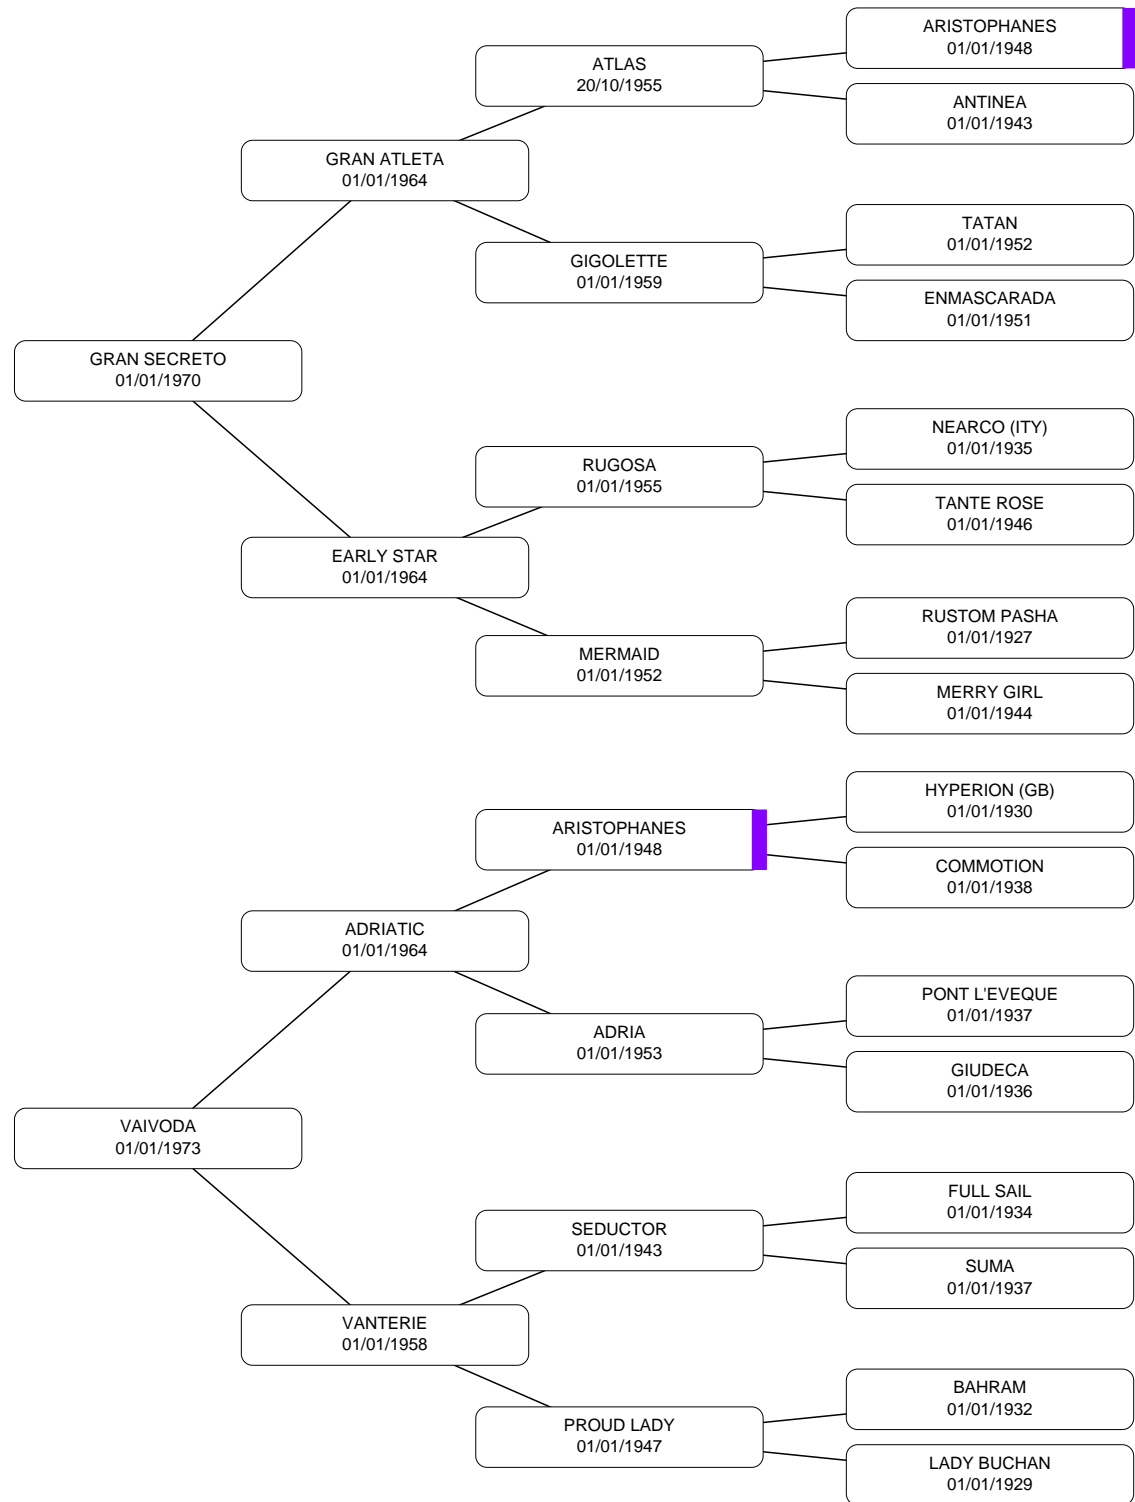 ARISTOPHANES
01/01/1948
ATLAS
20/10/1955
ANTINEA
01/01/1943
GRAN ATLETA
01/01/1964
TATAN
01/01/1952
GIGOLETTE
01/01/1959
ENMASCARADA
01/01/1951
GRAN SECRETO
01/01/1970
NEARCO (ITY)
01/01/1935
RUGOSA
01/01/1955
TANTE ROSE
01/01/1946
EARLY STAR
01/01/1964
RUSTOM PASHA
01/01/1927
MERMAID
01/01/1952
MERRY GIRL
01/01/1944
HYPERION (GB)
01/01/1930
ARISTOPHANES
01/01/1948
COMMOTION
01/01/1938
ADRIATIC
01/01/1964
PONT L'EVEQUE
01/01/1937
ADRIA
01/01/1953
GIUDECA
01/01/1936
VAIVODA
01/01/1973
FULL SAIL
01/01/1934
SEDUCTOR
01/01/1943
SUMA
01/01/1937
VANTERIE
01/01/1958
BAHRAM
01/01/1932
PROUD LADY
01/01/1947
LADY BUCHAN
01/01/1929